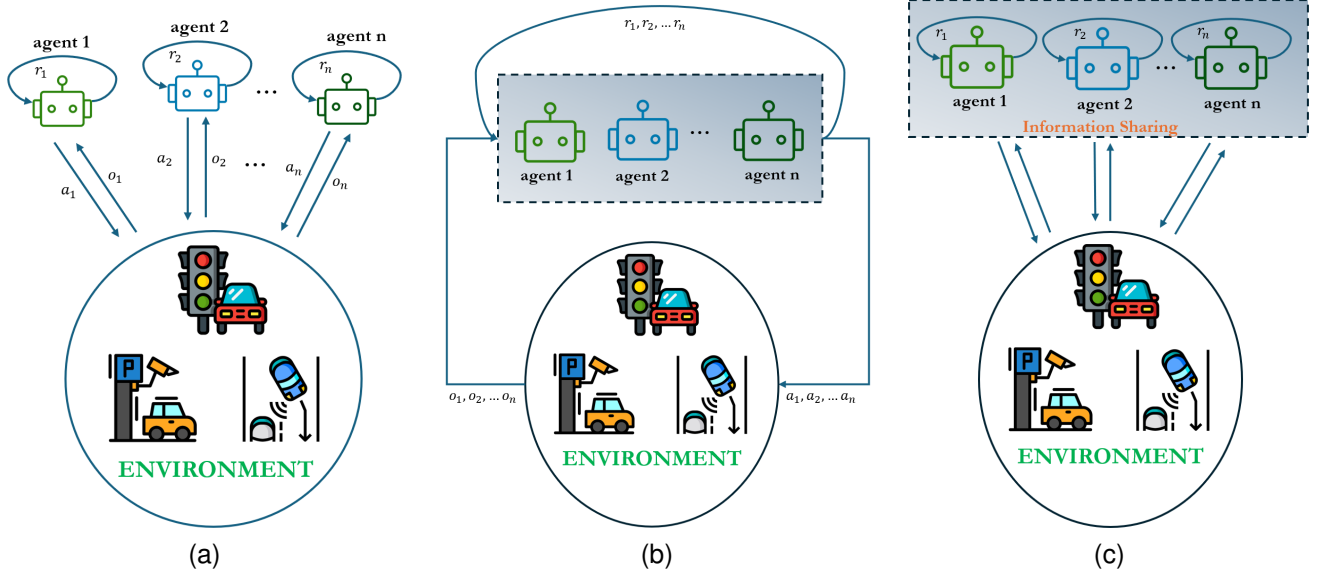 agent 1
agent 2
agent n
r₁
r₂
rₙ
...
a₁
o₁
a₂
o₂
...
aₙ
oₙ
P
ENVIRONMENT
(a)
r₁, r₂, ... rₙ
...
agent 1
agent 2
agent n
o₁, o₂, ... oₙ
a₁, a₂, ... aₙ
P
ENVIRONMENT
(b)
r₁
r₂
rₙ
...
agent 1
agent 2
agent n
Information Sharing
P
ENVIRONMENT
(c)